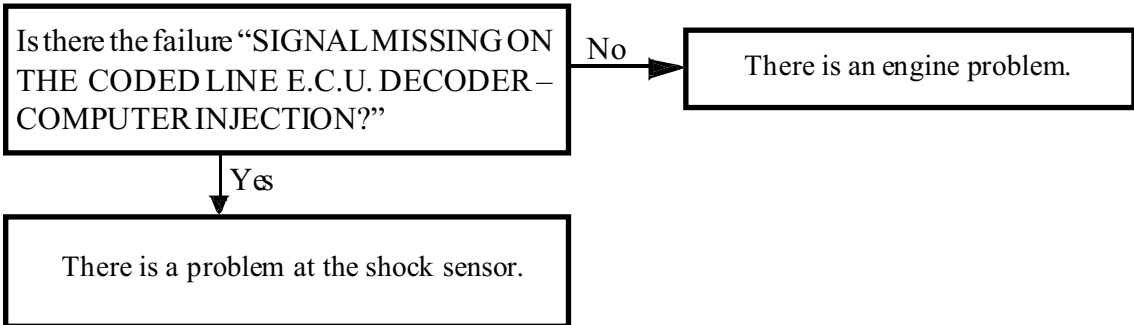 Is there the failure “SIGNAL MISSING ON
THE CODED LINE E.C.U. DECODER –
COMPUTER INJECTION?”
No
There is an engine problem.
Yes
There is a problem at the shock sensor.